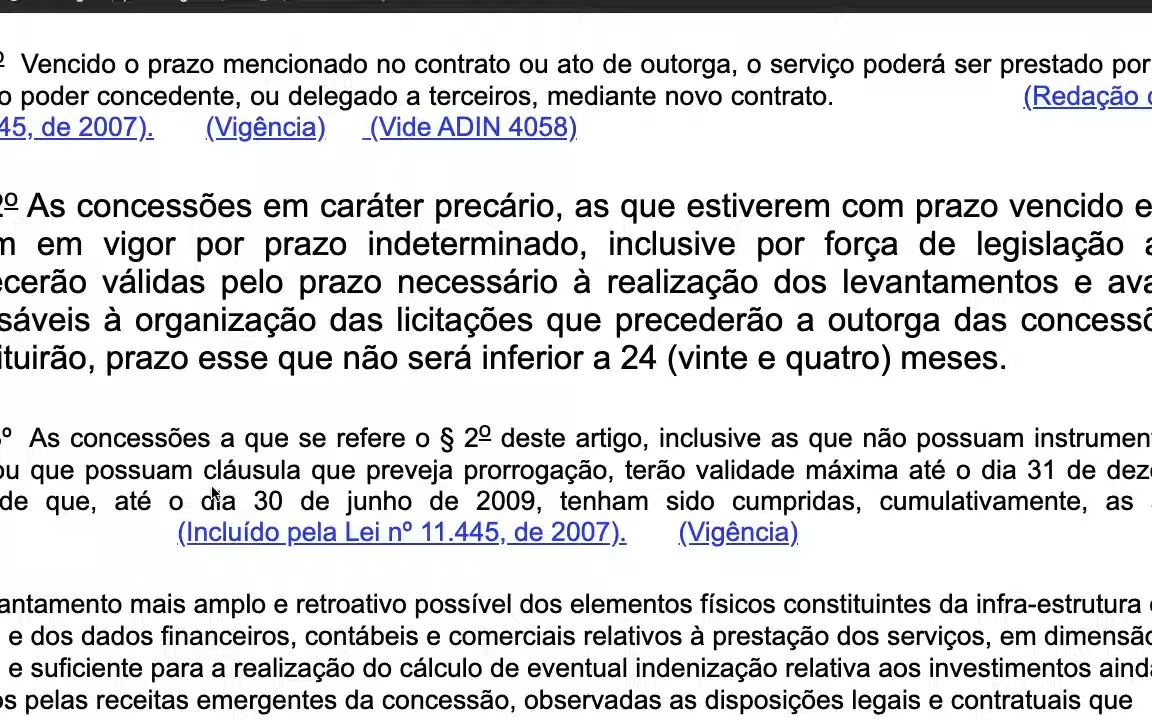 º Vencido o prazo mencionado no contrato ou ato de outorga, o serviço poderá ser prestado por
o poder concedente, ou delegado a terceiros, mediante novo contrato. (Redação
45, de 2007). (Vigência) (Vide ADIN 4058)
2º As concessões em caráter precário, as que estiverem com prazo vencido e
m em vigor por prazo indeterminado, inclusive por força de legislação a
ecerão válidas pelo prazo necessário à realização dos levantamentos e ava
sáveis à organização das licitações que precederão a outorga das concessõ
ituirão, prazo esse que não será inferior a 24 (vinte e quatro) meses.
º As concessões a que se refere o § 2º deste artigo, inclusive as que não possuam instrumen
ou que possuam cláusula que preveja prorrogação, terão validade máxima até o dia 31 de dez
de que, até o dia 30 de junho de 2009, tenham sido cumpridas, cumulativamente, as
(Incluído pela Lei nº 11.445, de 2007). (Vigência)
antamento mais amplo e retroativo possível dos elementos físicos constituintes da infra-estrutura
e dos dados financeiros, contábeis e comerciais relativos à prestação dos serviços, em dimensão
e suficiente para a realização do cálculo de eventual indenização relativa aos investimentos aind
os pelas receitas emergentes da concessão, observadas as disposições legais e contratuais que